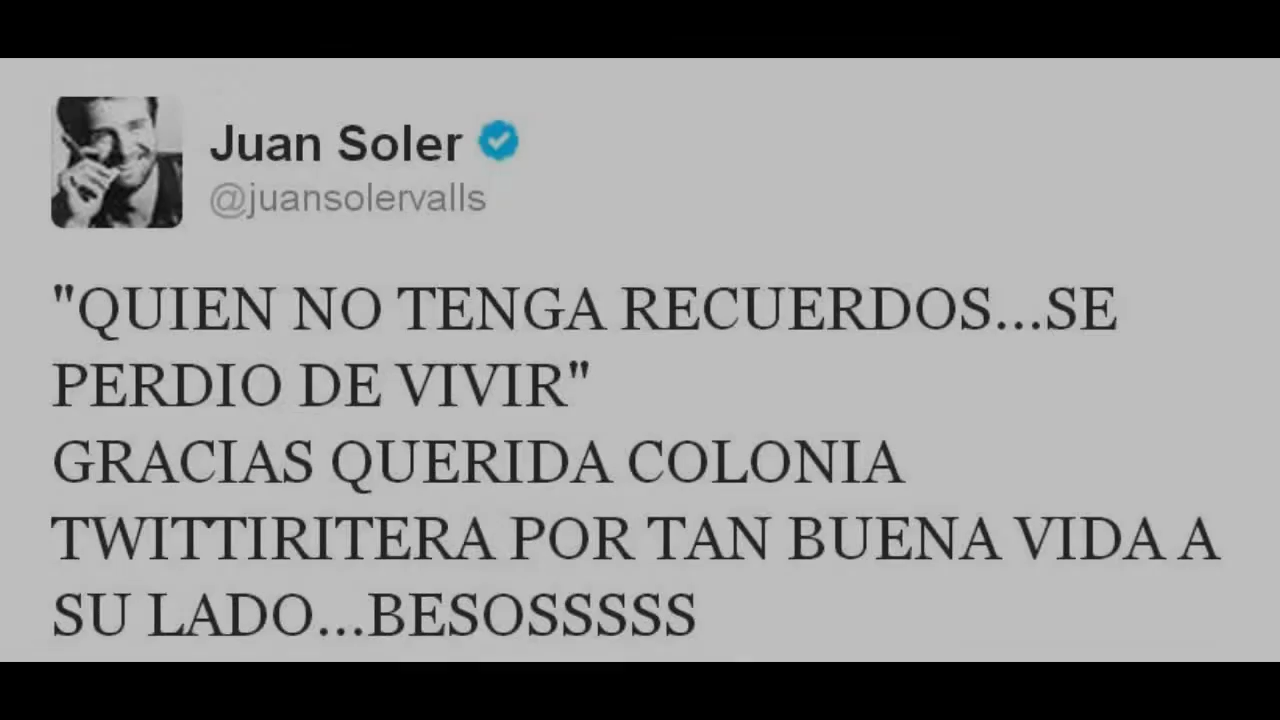 Juan Soler
@juansolervalls
"QUIEN NO TENGA RECUERDOS...SE
PERDIO DE VIVIR"
GRACIAS QUERIDA COLONIA
TWITTIRITERA POR TAN BUENA VIDA A
SU LADO...BESOSSSSS